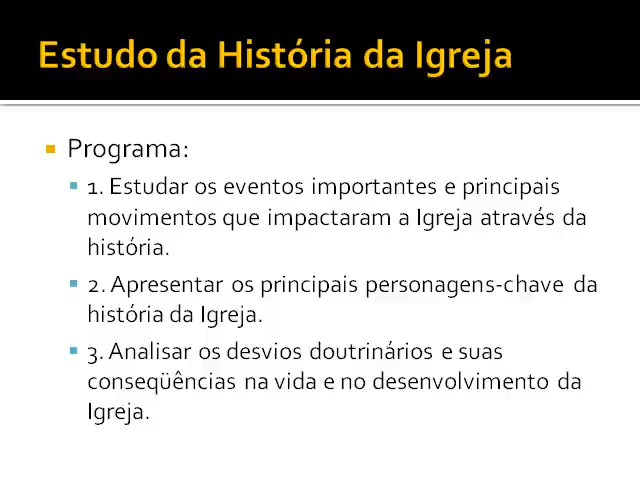 Estudo da História da Igreja
Programa:
1. Estudar os eventos importantes e principais
movimentos que impactaram a Igreja através da
história.
2. Apresentar os principais personagens-chave da
história da Igreja.
3. Analisar os desvios doutrinários e suas
conseqüências na vida e no desenvolvimento da
Igreja.